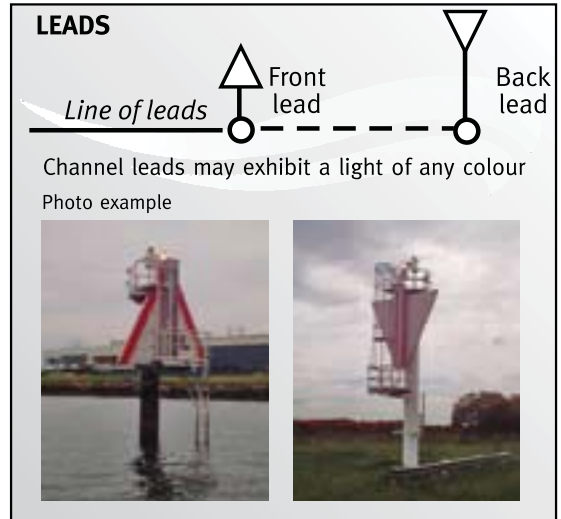 LEADS
Front
lead
Back
lead
Line of leads
Channel leads may exhibit a light of any colour
Photo example